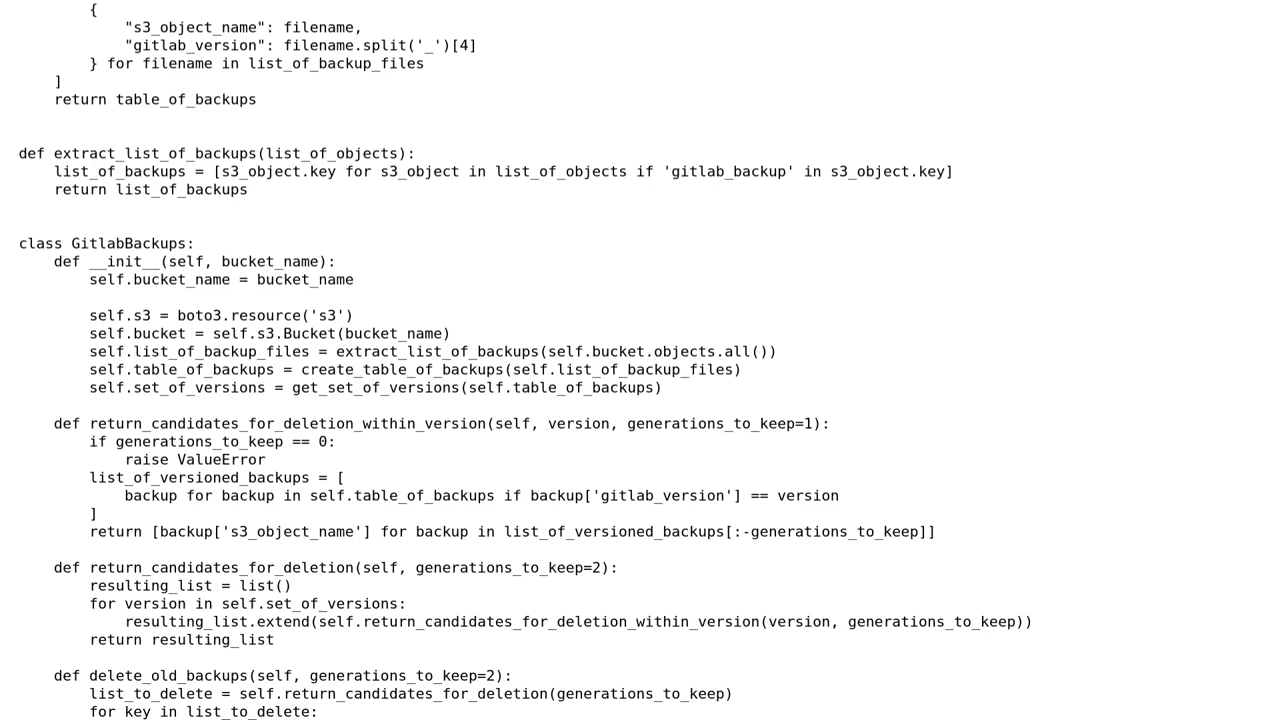 {
            "s3_object_name": filename,
            "gitlab_version": filename.split('_')[4]
        } for filename in list_of_backup_files
    ]
    return table_of_backups


def extract_list_of_backups(list_of_objects):
    list_of_backups = [s3_object.key for s3_object in list_of_objects if 'gitlab_backup' in s3_object.key]
    return list_of_backups


class GitlabBackups:
    def __init__(self, bucket_name):
        self.bucket_name = bucket_name

        self.s3 = boto3.resource('s3')
        self.bucket = self.s3.Bucket(bucket_name)
        self.list_of_backup_files = extract_list_of_backups(self.bucket.objects.all())
        self.table_of_backups = create_table_of_backups(self.list_of_backup_files)
        self.set_of_versions = get_set_of_versions(self.table_of_backups)

    def return_candidates_for_deletion_within_version(self, version, generations_to_keep=1):
        if generations_to_keep == 0:
            raise ValueError
        list_of_versioned_backups = [
            backup for backup in self.table_of_backups if backup['gitlab_version'] == version
        ]
        return [backup['s3_object_name'] for backup in list_of_versioned_backups[:-generations_to_keep]]

    def return_candidates_for_deletion(self, generations_to_keep=2):
        resulting_list = list()
        for version in self.set_of_versions:
            resulting_list.extend(self.return_candidates_for_deletion_within_version(version, generations_to_keep))
        return resulting_list

    def delete_old_backups(self, generations_to_keep=2):
        list_to_delete = self.return_candidates_for_deletion(generations_to_keep)
        for key in list_to_delete: